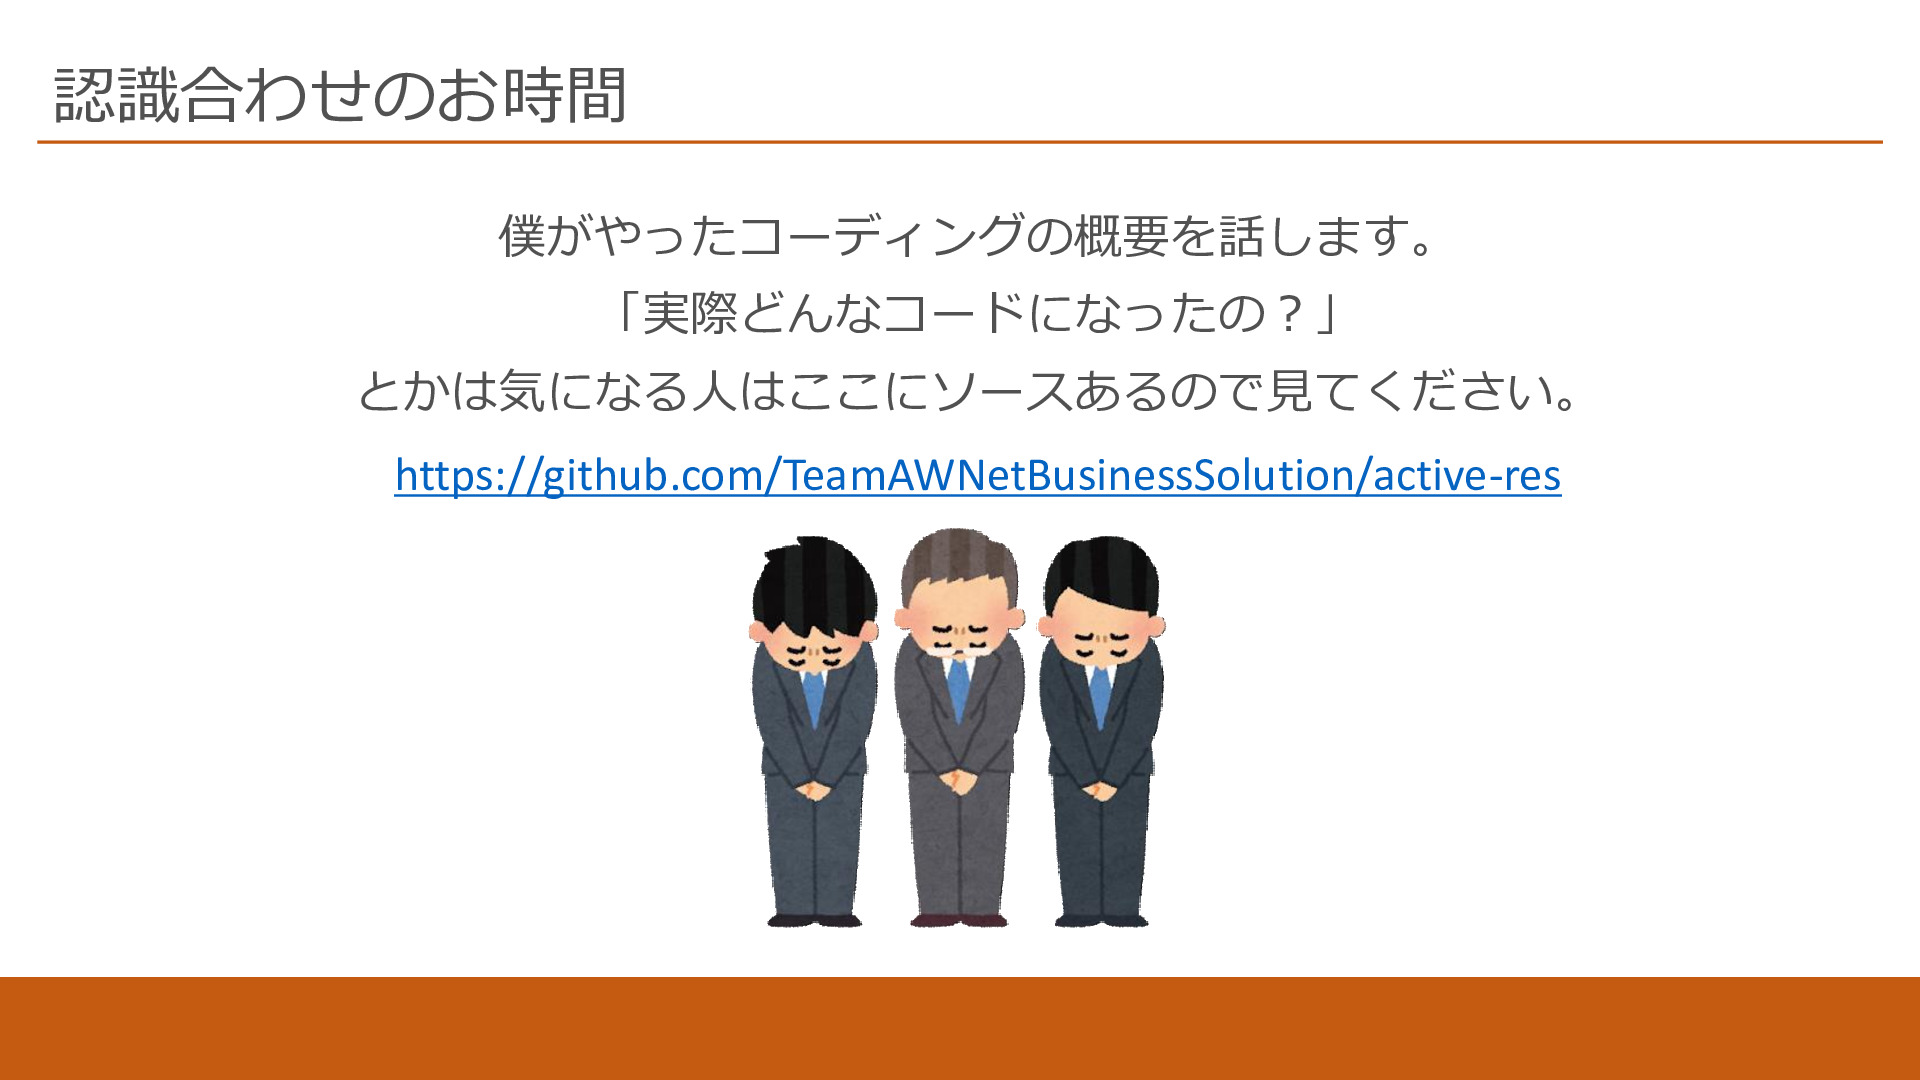 認識合わせのお時間
僕がやったコーディングの概要を話します。
「実際どんなコードになったの？」
とかは気になる人はここにソースあるので見てください。
https://github.com/TeamAWNetBusinessSolution/active-res